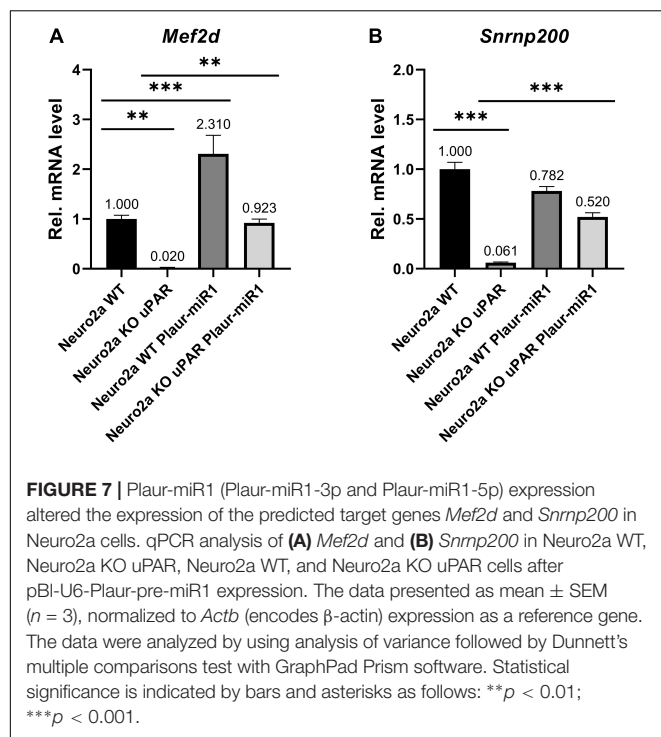 A
Mef2d
B
Snrnp200
**
***
**
***
***
Rel. mRNA level
4
3
2
1
0
1.000
0.020
2.310
0.923
Neuro2a WT
Neuro2a KO uPAR
Neuro2a WT Plaur-miR1
Neuro2a KO uPAR Plaur-miR1
Rel. mRNA level
2.0
1.5
1.0
0.5
0.0
1.000
0.061
0.782
0.520
Neuro2a WT
Neuro2a KO uPAR
Neuro2a WT Plaur-miR1
Neuro2a KO uPAR Plaur-miR1
FIGURE 7 | Plaur-miR1 (Plaur-miR1-3p and Plaur-miR1-5p) expression
altered the expression of the predicted target genes Mef2d and Snrnp200 in
Neuro2a cells. qPCR analysis of (A) Mef2d and (B) Snrnp200 in Neuro2a WT,
Neuro2a KO uPAR, Neuro2a WT, and Neuro2a KO uPAR cells after
pBl-U6-Plaur-pre-miR1 expression. The data presented as mean ± SEM
(n = 3), normalized to Actb (encodes β-actin) expression as a reference gene.
The data were analyzed by using analysis of variance followed by Dunnett's
multiple comparisons test with GraphPad Prism software. Statistical
significance is indicated by bars and asterisks as follows: **p < 0.01;
***p < 0.001.